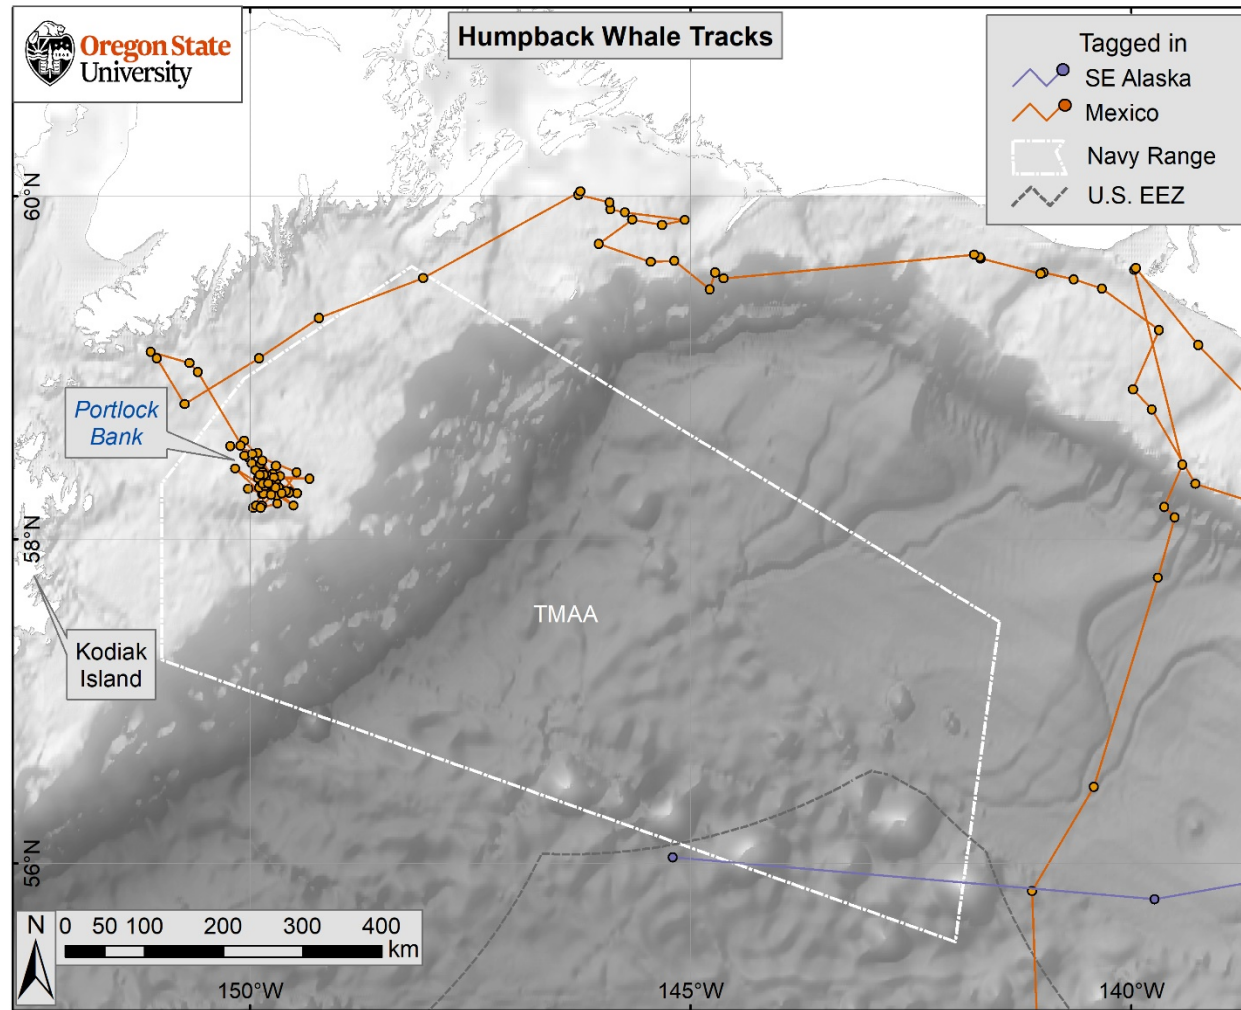 Oregon State
University
Humpback Whale Tracks
Tagged in
SE Alaska
Mexico
Navy Range
U.S. EEZ
60°N
Portlock
Bank
58°N
TMAA
Kodiak
Island
56°N
N
0 50 100 200 300 400
km
150°W
145°W
140°W